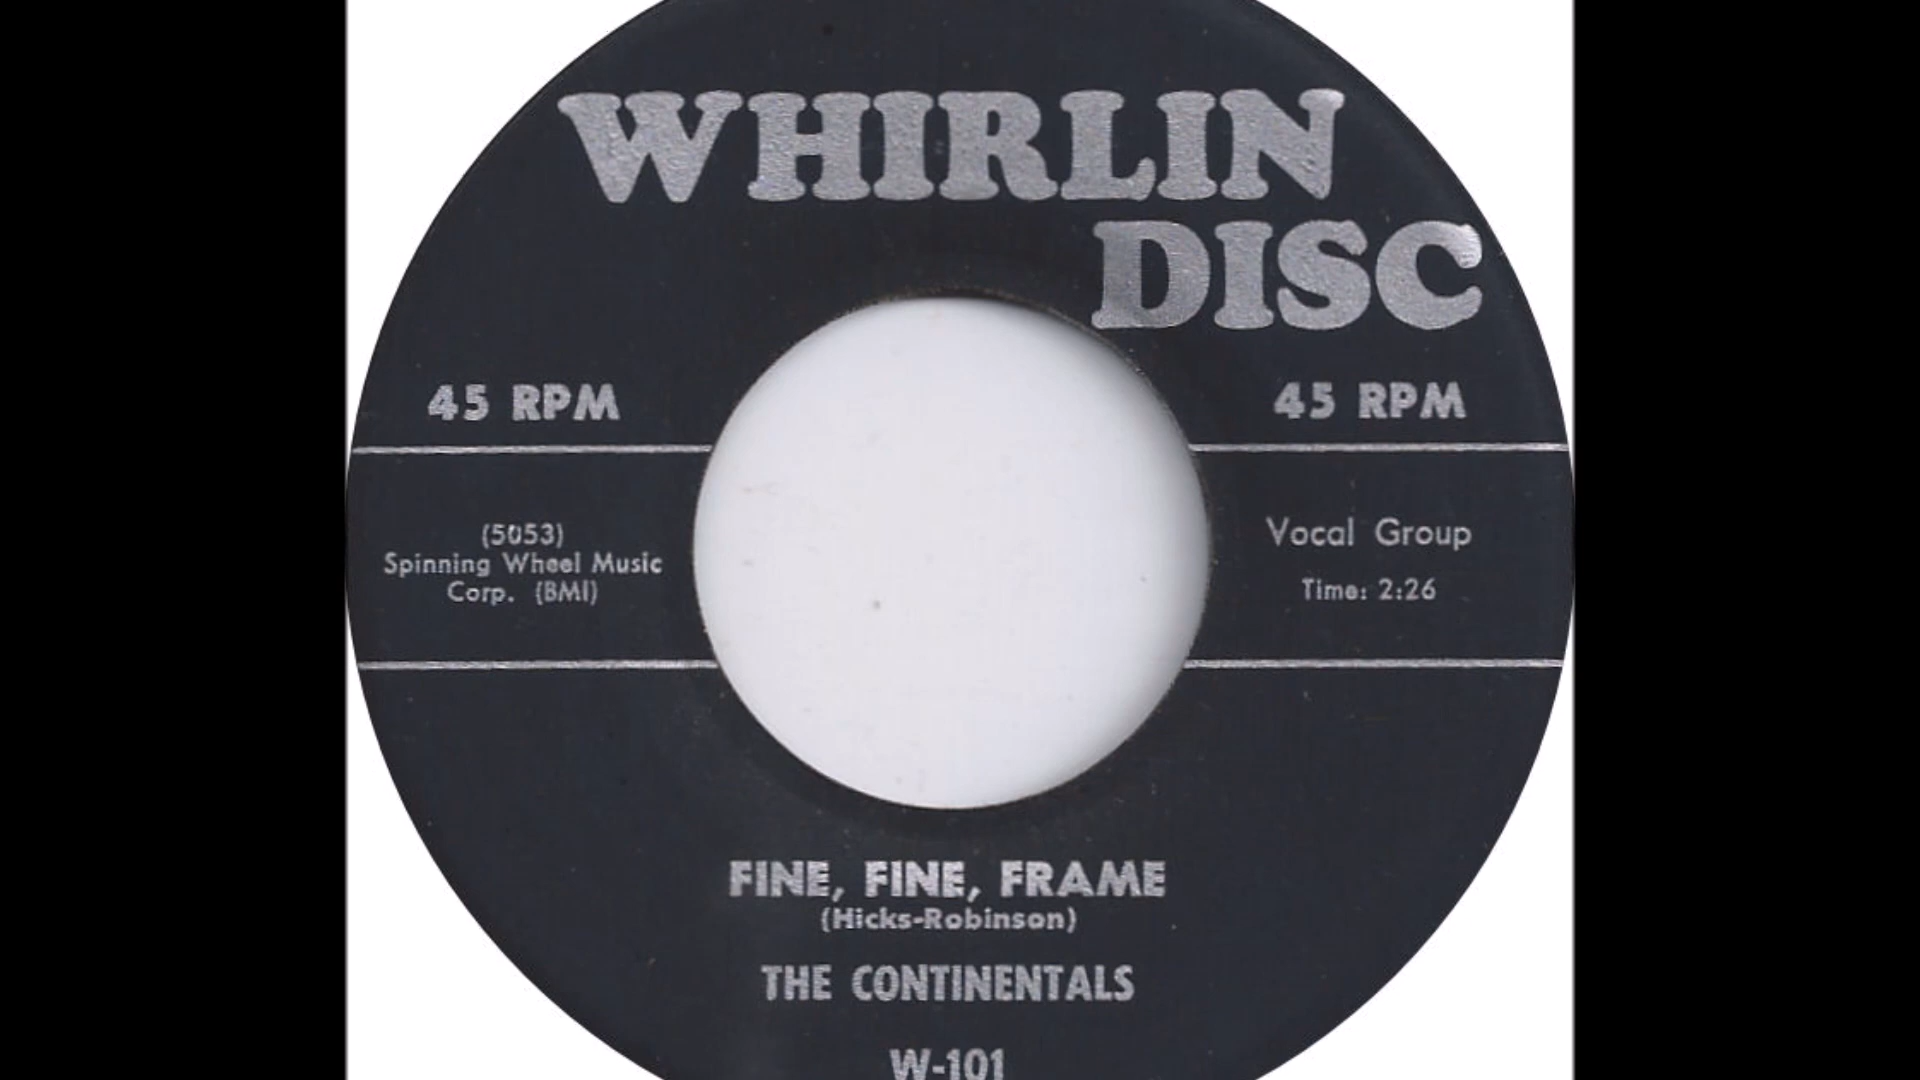 WHIRLIN
DISC
45 RPM
45 RPM
(5053)
Spinning Wheel Music
Corp. (BMI)
Vocal Group
Time: 2:26
FINE, FINE, FRAME
(Hicks-Robinson)
THE CONTINENTALS
W-101